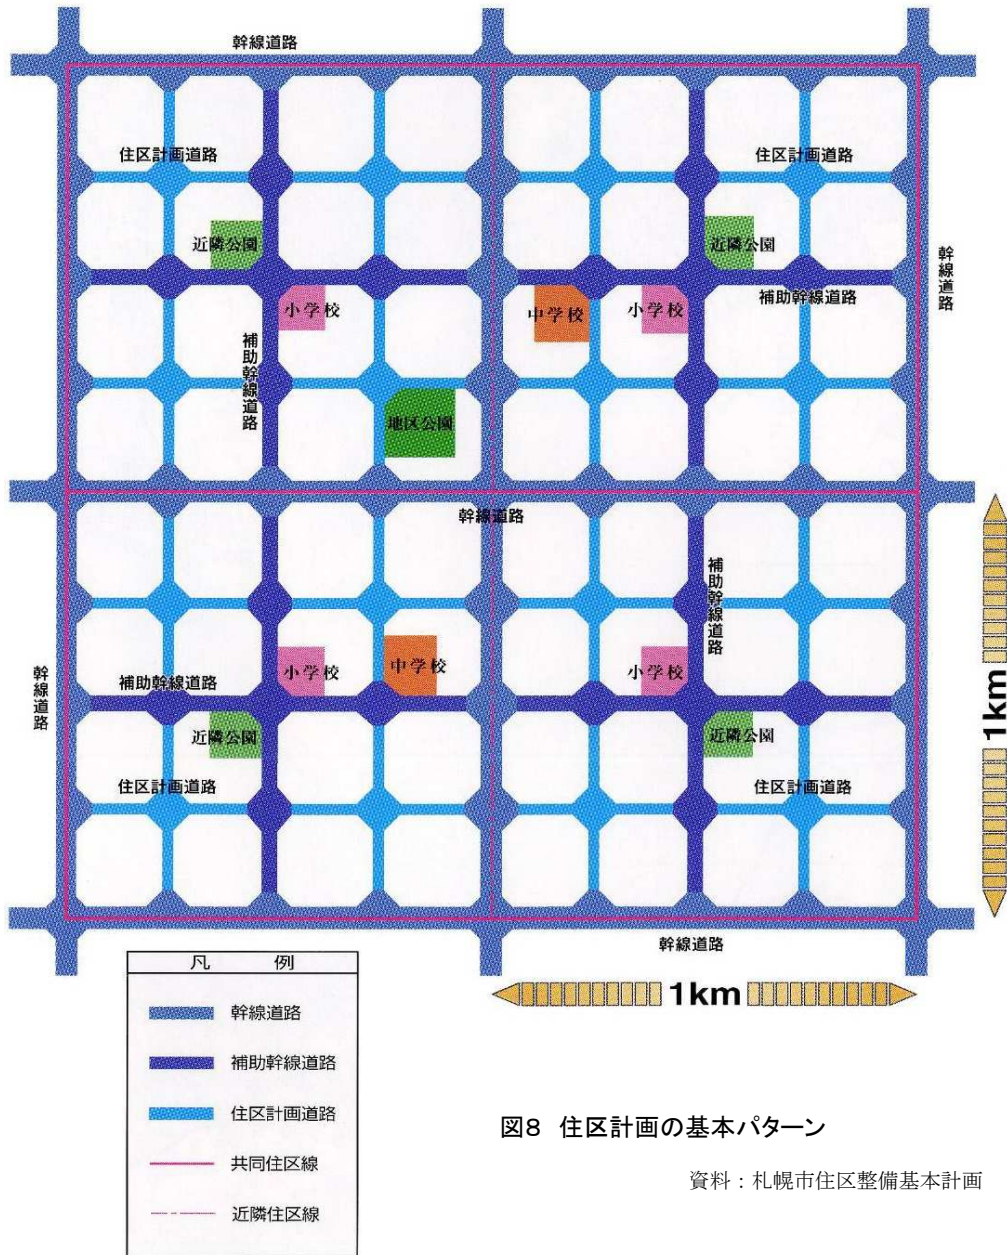 幹線道路
住区計画道路
住区計画道路
近隣公園
近隣公園
幹線道路
小学校
中学校
小学校
補助幹線道路
補助幹線道路
地区公園
幹線道路
補助幹線道路
小学校
中学校
小学校
幹線道路
補助幹線道路
近隣公園
近隣公園
住区計画道路
住区計画道路
1km
幹線道路
1km
凡 例
幹線道路
補助幹線道路
住区計画道路
共同住区線
近隣住区線
図8 住区計画の基本パターン
資料：札幌市住区整備基本計画